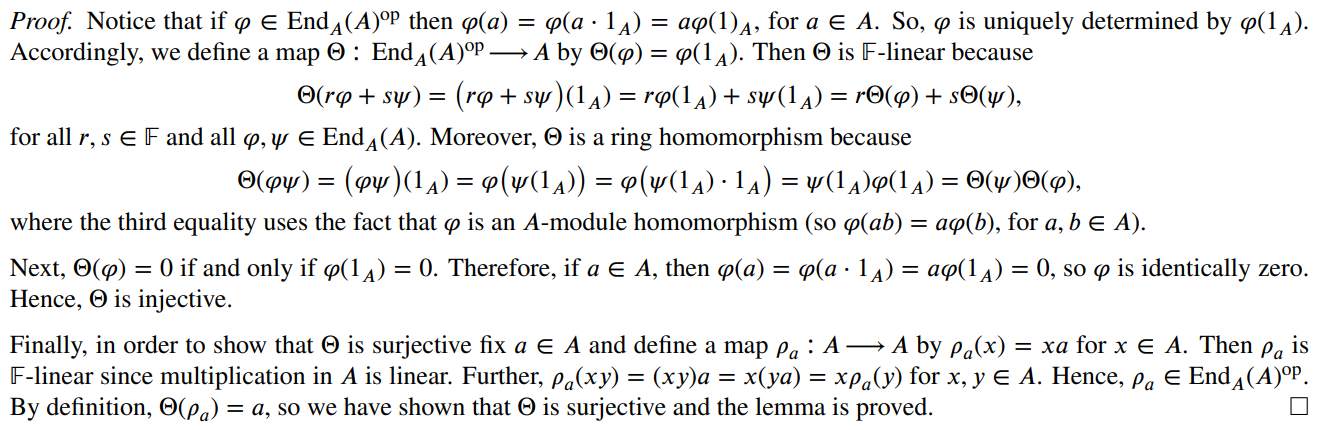 Proof. Notice that if φ ∈ End_A(A)^op then φ(a) = φ(a · 1_A) = aφ(1)_A, for a ∈ A. So, φ is uniquely determined by φ(1_A).
Accordingly, we define a map Θ : End_A(A)^op ⟶ A by Θ(φ) = φ(1_A). Then Θ is 𝔽-linear because
Θ(rφ + sψ) = (rφ + sψ)(1_A) = rφ(1_A) + sψ(1_A) = rΘ(φ) + sΘ(ψ),
for all r, s ∈ 𝔽 and all φ, ψ ∈ End_A(A). Moreover, Θ is a ring homomorphism because
Θ(φψ) = (φψ)(1_A) = φ(ψ(1_A)) = φ(ψ(1_A) · 1_A) = ψ(1_A)φ(1_A) = Θ(ψ)Θ(φ),
where the third equality uses the fact that φ is an A-module homomorphism (so φ(ab) = aφ(b), for a, b ∈ A).
Next, Θ(φ) = 0 if and only if φ(1_A) = 0. Therefore, if a ∈ A, then φ(a) = φ(a · 1_A) = aφ(1_A) = 0, so φ is identically zero.
Hence, Θ is injective.
Finally, in order to show that Θ is surjective fix a ∈ A and define a map ρ_a : A ⟶ A by ρ_a(x) = xa for x ∈ A. Then ρ_a is
𝔽-linear since multiplication in A is linear. Further, ρ_a(xy) = (xy)a = x(ya) = xρ_a(y) for x, y ∈ A. Hence, ρ_a ∈ End_A(A)^op.
By definition, Θ(ρ_a) = a, so we have shown that Θ is surjective and the lemma is proved. □